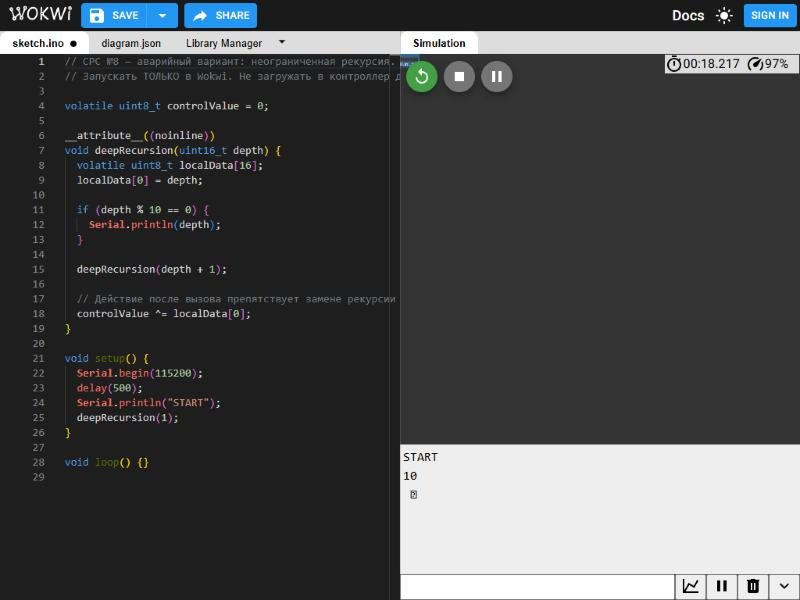 WOKWI SAVE SHARE Docs SIGN IN
sketch.ino ● diagram.json Library Manager Simulation
00:18.217 97%
1 // СРС №8 — аварийный вариант: неограниченная рекурсия.
2 // Запускать ТОЛЬКО в Wokwi. Не загружать в контроллер
3
4 volatile uint8_t controlValue = 0;
5
6 __attribute__((noinline))
7 void deepRecursion(uint16_t depth) {
8 volatile uint8_t localData[16];
9 localData[0] = depth;
10
11 if (depth % 10 == 0) {
12 Serial.println(depth);
13 }
14
15 deepRecursion(depth + 1);
16
17 // Действие после вызова препятствует замене рекурсии
18 controlValue ^= localData[0];
19 }
20
21 void setup() {
22 Serial.begin(115200);
23 delay(500);
24 Serial.println("START");
25 deepRecursion(1);
26 }
27
28 void loop() {}
29
START
10